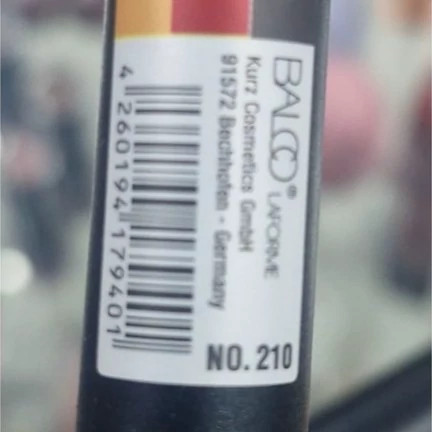 BALCO® LAFORME
Kurz Cosmetics GmbH
91572 Bechhofen - Germany
4 260194 179401
NO. 210